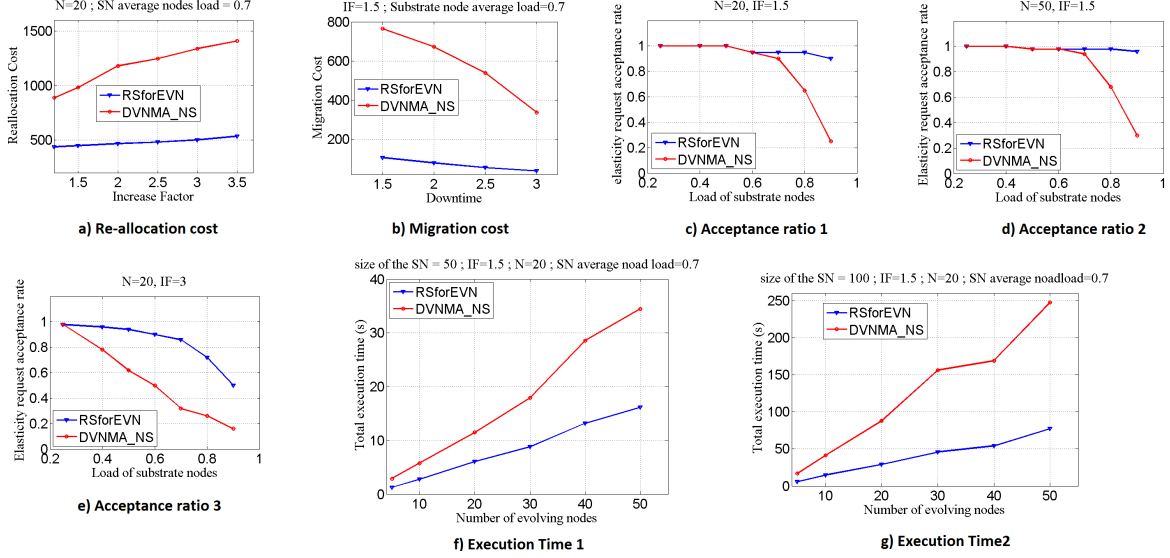 N=20 ; SN average nodes load = 0.7
1500
1000
500
Reallocation Cost
RSforEVN
DVNMA_NS
1.5 2 2.5 3 3.5
Increase Factor
a) Re-allocation cost
IF=1.5 ; Substrate node average load=0.7
800
600
400
200
Migration Cost
RSforEVN
DVNMA_NS
1.5 2 2.5 3
Downtime
b) Migration cost
N=20, IF=1.5
1
0.8
0.6
0.4
0.2
0
elasticity request acceptance rate
RSforEVN
DVNMA_NS
0.2 0.4 0.6 0.8 1
Load of substrate nodes
c) Acceptance ratio 1
N=50, IF=1.5
1
0.8
0.6
0.4
0.2
0
Elasticity request acceptance rate
RSforEVN
DVNMA_NS
0.2 0.4 0.6 0.8 1
Load of substrate nodes
d) Acceptance ratio 2
N=20, IF=3
1
0.8
0.6
0.4
0.2
0
Elasticity request acceptance rate
RSforEVN
DVNMA_NS
0.2 0.4 0.6 0.8 1
Load of substrate nodes
e) Acceptance ratio 3
size of the SN = 50 ; IF=1.5 ; N=20 ; SN average noad load=0.7
40
30
20
10
0
Total execution time (s)
RSforEVN
DVNMA_NS
10 20 30 40 50
Number of evolving nodes
f) Execution Time 1
size of the SN = 100 ; IF=1.5 ; N=20 ; SN average noadload=0.7
250
200
150
100
50
0
Total execution time (s)
RSforEVN
DVNMA_NS
10 20 30 40 50
Number of evolving nodes
g) Execution Time2